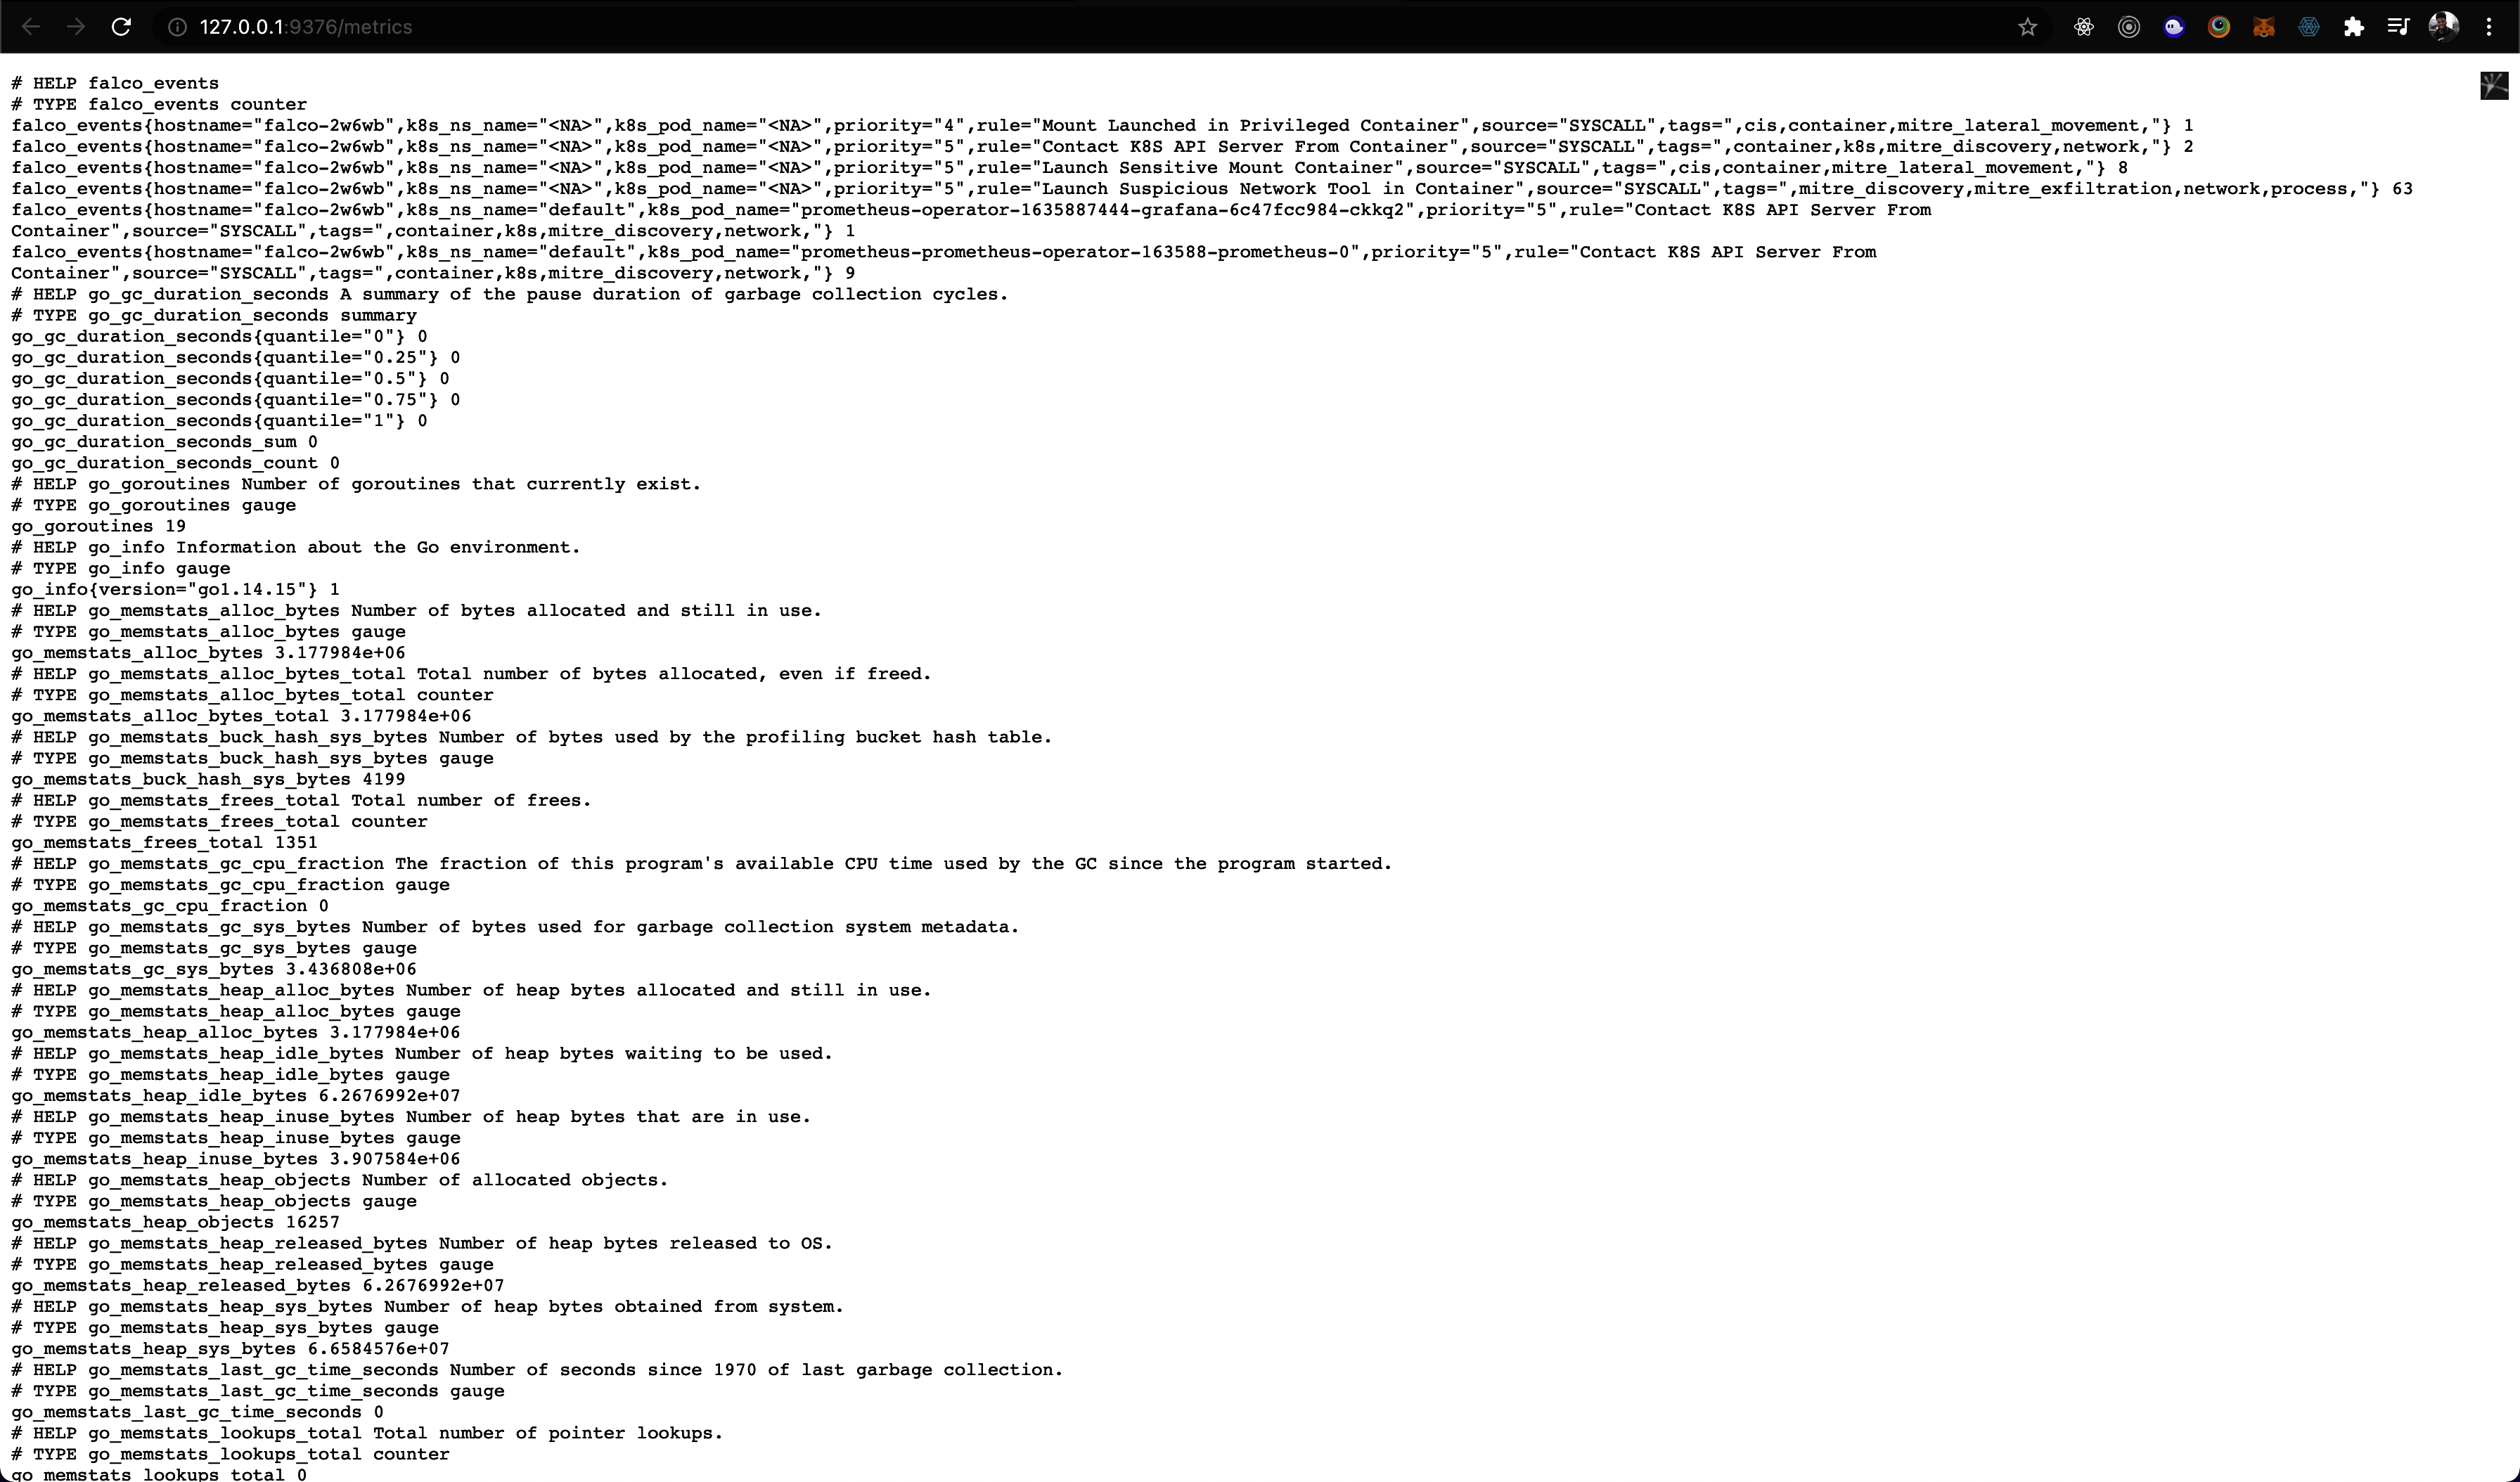 127.0.0.1:9376/metrics
# HELP falco_events
# TYPE falco_events counter
falco_events{hostname="falco-2w6wb",k8s_ns_name="<NA>",k8s_pod_name="<NA>",priority="4",rule="Mount Launched in Privileged Container",source="SYSCALL",tags=",cis,container,mitre_lateral_movement,"} 1
falco_events{hostname="falco-2w6wb",k8s_ns_name="<NA>",k8s_pod_name="<NA>",priority="5",rule="Contact K8S API Server From Container",source="SYSCALL",tags=",container,k8s,mitre_discovery,network,"} 2
falco_events{hostname="falco-2w6wb",k8s_ns_name="<NA>",k8s_pod_name="<NA>",priority="5",rule="Launch Sensitive Mount Container",source="SYSCALL",tags=",cis,container,mitre_lateral_movement,"} 8
falco_events{hostname="falco-2w6wb",k8s_ns_name="<NA>",k8s_pod_name="<NA>",priority="5",rule="Launch Suspicious Network Tool in Container",source="SYSCALL",tags=",mitre_discovery,mitre_exfiltration,network,process,"} 63
falco_events{hostname="falco-2w6wb",k8s_ns_name="default",k8s_pod_name="prometheus-operator-1635887444-grafana-6c47fcc984-ckkq2",priority="5",rule="Contact K8S API Server From
Container",source="SYSCALL",tags=",container,k8s,mitre_discovery,network,"} 1
falco_events{hostname="falco-2w6wb",k8s_ns_name="default",k8s_pod_name="prometheus-prometheus-operator-163588-prometheus-0",priority="5",rule="Contact K8S API Server From
Container",source="SYSCALL",tags=",container,k8s,mitre_discovery,network,"} 9
# HELP go_gc_duration_seconds A summary of the pause duration of garbage collection cycles.
# TYPE go_gc_duration_seconds summary
go_gc_duration_seconds{quantile="0"} 0
go_gc_duration_seconds{quantile="0.25"} 0
go_gc_duration_seconds{quantile="0.5"} 0
go_gc_duration_seconds{quantile="0.75"} 0
go_gc_duration_seconds{quantile="1"} 0
go_gc_duration_seconds_sum 0
go_gc_duration_seconds_count 0
# HELP go_goroutines Number of goroutines that currently exist.
# TYPE go_goroutines gauge
go_goroutines 19
# HELP go_info Information about the Go environment.
# TYPE go_info gauge
go_info{version="go1.14.15"} 1
# HELP go_memstats_alloc_bytes Number of bytes allocated and still in use.
# TYPE go_memstats_alloc_bytes gauge
go_memstats_alloc_bytes 3.177984e+06
# HELP go_memstats_alloc_bytes_total Total number of bytes allocated, even if freed.
# TYPE go_memstats_alloc_bytes_total counter
go_memstats_alloc_bytes_total 3.177984e+06
# HELP go_memstats_buck_hash_sys_bytes Number of bytes used by the profiling bucket hash table.
# TYPE go_memstats_buck_hash_sys_bytes gauge
go_memstats_buck_hash_sys_bytes 4199
# HELP go_memstats_frees_total Total number of frees.
# TYPE go_memstats_frees_total counter
go_memstats_frees_total 1351
# HELP go_memstats_gc_cpu_fraction The fraction of this program's available CPU time used by the GC since the program started.
# TYPE go_memstats_gc_cpu_fraction gauge
go_memstats_gc_cpu_fraction 0
# HELP go_memstats_gc_sys_bytes Number of bytes used for garbage collection system metadata.
# TYPE go_memstats_gc_sys_bytes gauge
go_memstats_gc_sys_bytes 3.436808e+06
# HELP go_memstats_heap_alloc_bytes Number of heap bytes allocated and still in use.
# TYPE go_memstats_heap_alloc_bytes gauge
go_memstats_heap_alloc_bytes 3.177984e+06
# HELP go_memstats_heap_idle_bytes Number of heap bytes waiting to be used.
# TYPE go_memstats_heap_idle_bytes gauge
go_memstats_heap_idle_bytes 6.2676992e+07
# HELP go_memstats_heap_inuse_bytes Number of heap bytes that are in use.
# TYPE go_memstats_heap_inuse_bytes gauge
go_memstats_heap_inuse_bytes 3.907584e+06
# HELP go_memstats_heap_objects Number of allocated objects.
# TYPE go_memstats_heap_objects gauge
go_memstats_heap_objects 16257
# HELP go_memstats_heap_released_bytes Number of heap bytes released to OS.
# TYPE go_memstats_heap_released_bytes gauge
go_memstats_heap_released_bytes 6.2676992e+07
# HELP go_memstats_heap_sys_bytes Number of heap bytes obtained from system.
# TYPE go_memstats_heap_sys_bytes gauge
go_memstats_heap_sys_bytes 6.6584576e+07
# HELP go_memstats_last_gc_time_seconds Number of seconds since 1970 of last garbage collection.
# TYPE go_memstats_last_gc_time_seconds gauge
go_memstats_last_gc_time_seconds 0
# HELP go_memstats_lookups_total Total number of pointer lookups.
# TYPE go_memstats_lookups_total counter
go_memstats_lookups_total 0